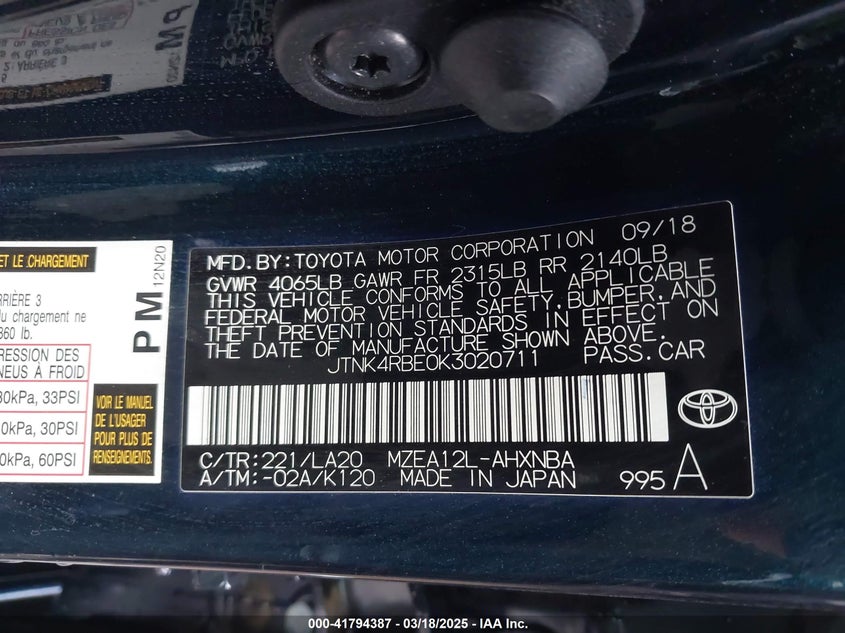 MFD.BY:TOYOTA MOTOR CORPORATION 09/18
GVWR 4065LB GAWR FR 2315LB RR 2140LB
THIS VEHICLE CONFORMS TO ALL APPLICABLE
FEDERAL MOTOR VEHICLE SAFETY,BUMPER,AND
THEFT PREVENTION STANDARDS IN EFFECT ON
THE DATE OF MANUFACTURE SHOWN ABOVE.
JTNK4RBE0K3020711 PASS.CAR
C/TR:221/LA20 MZEA12L-AHXNBA
A/TM:-02A/K120 MADE IN JAPAN 995 A
ET LE CHARGEMENT
RRIÈRE 3
du chargement ne
360 lb.
RESSION DES
NEUS À FROID
30kPa, 33PSI
0kPa, 30PSI
0kPa, 60PSI
PM 12N20
VOIR LE MANUEL
DE L'USAGER
POUR PLUS DE
RENSEIGNEMENTS.
000-41794387 - 03/18/2025 - IAA Inc.